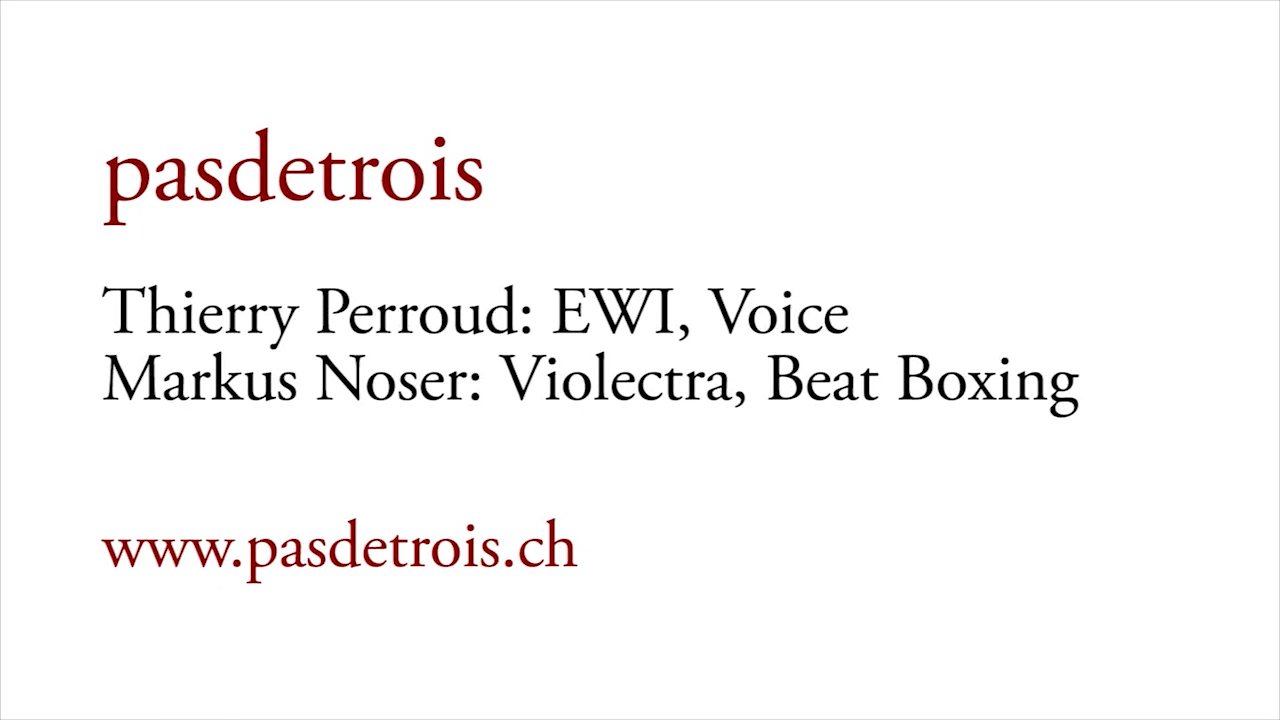 pasdetrois
Thierry Perroud: EWI, Voice
Markus Noser: Violectra, Beat Boxing
www.pasdetrois.ch